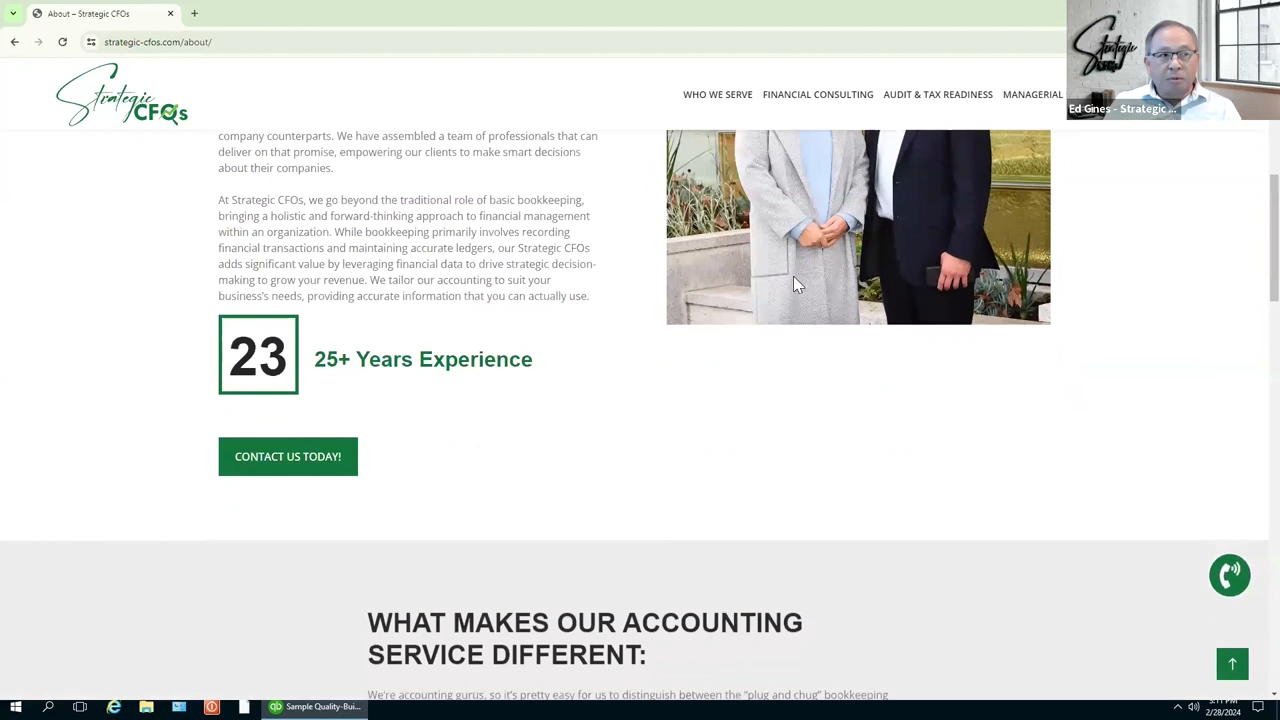 About – Strategic CFOs
strategic-cfos.com/about/
Strategic
CFOs
WHO WE SERVE
FINANCIAL CONSULTING
AUDIT & TAX READINESS
MANAGERIAL
Strategic
CFOs
Ed Gines - Strategic ...
company counterparts. We have assembled a team of professionals that can
deliver on that promise, empowering our clients to make smart decisions
about their companies.
At Strategic CFOs, we go beyond the traditional role of basic bookkeeping,
bringing a holistic and forward-thinking approach to financial management
within an organization. While bookkeeping primarily involves recording
financial transactions and maintaining accurate ledgers, our Strategic CFOs
adds significant value by leveraging financial data to drive strategic decision-
making to grow your revenue. We tailor our accounting to suit your
business's needs, providing accurate information that you can actually use.
23
25+ Years Experience
CONTACT US TODAY!
WHAT MAKES OUR ACCOUNTING
SERVICE DIFFERENT:
We're accounting gurus, so it's pretty easy for us to distinguish between the "plug and chug" bookkeeping
qb
Sample Quality-Bui...
3:11 PM
2/28/2024